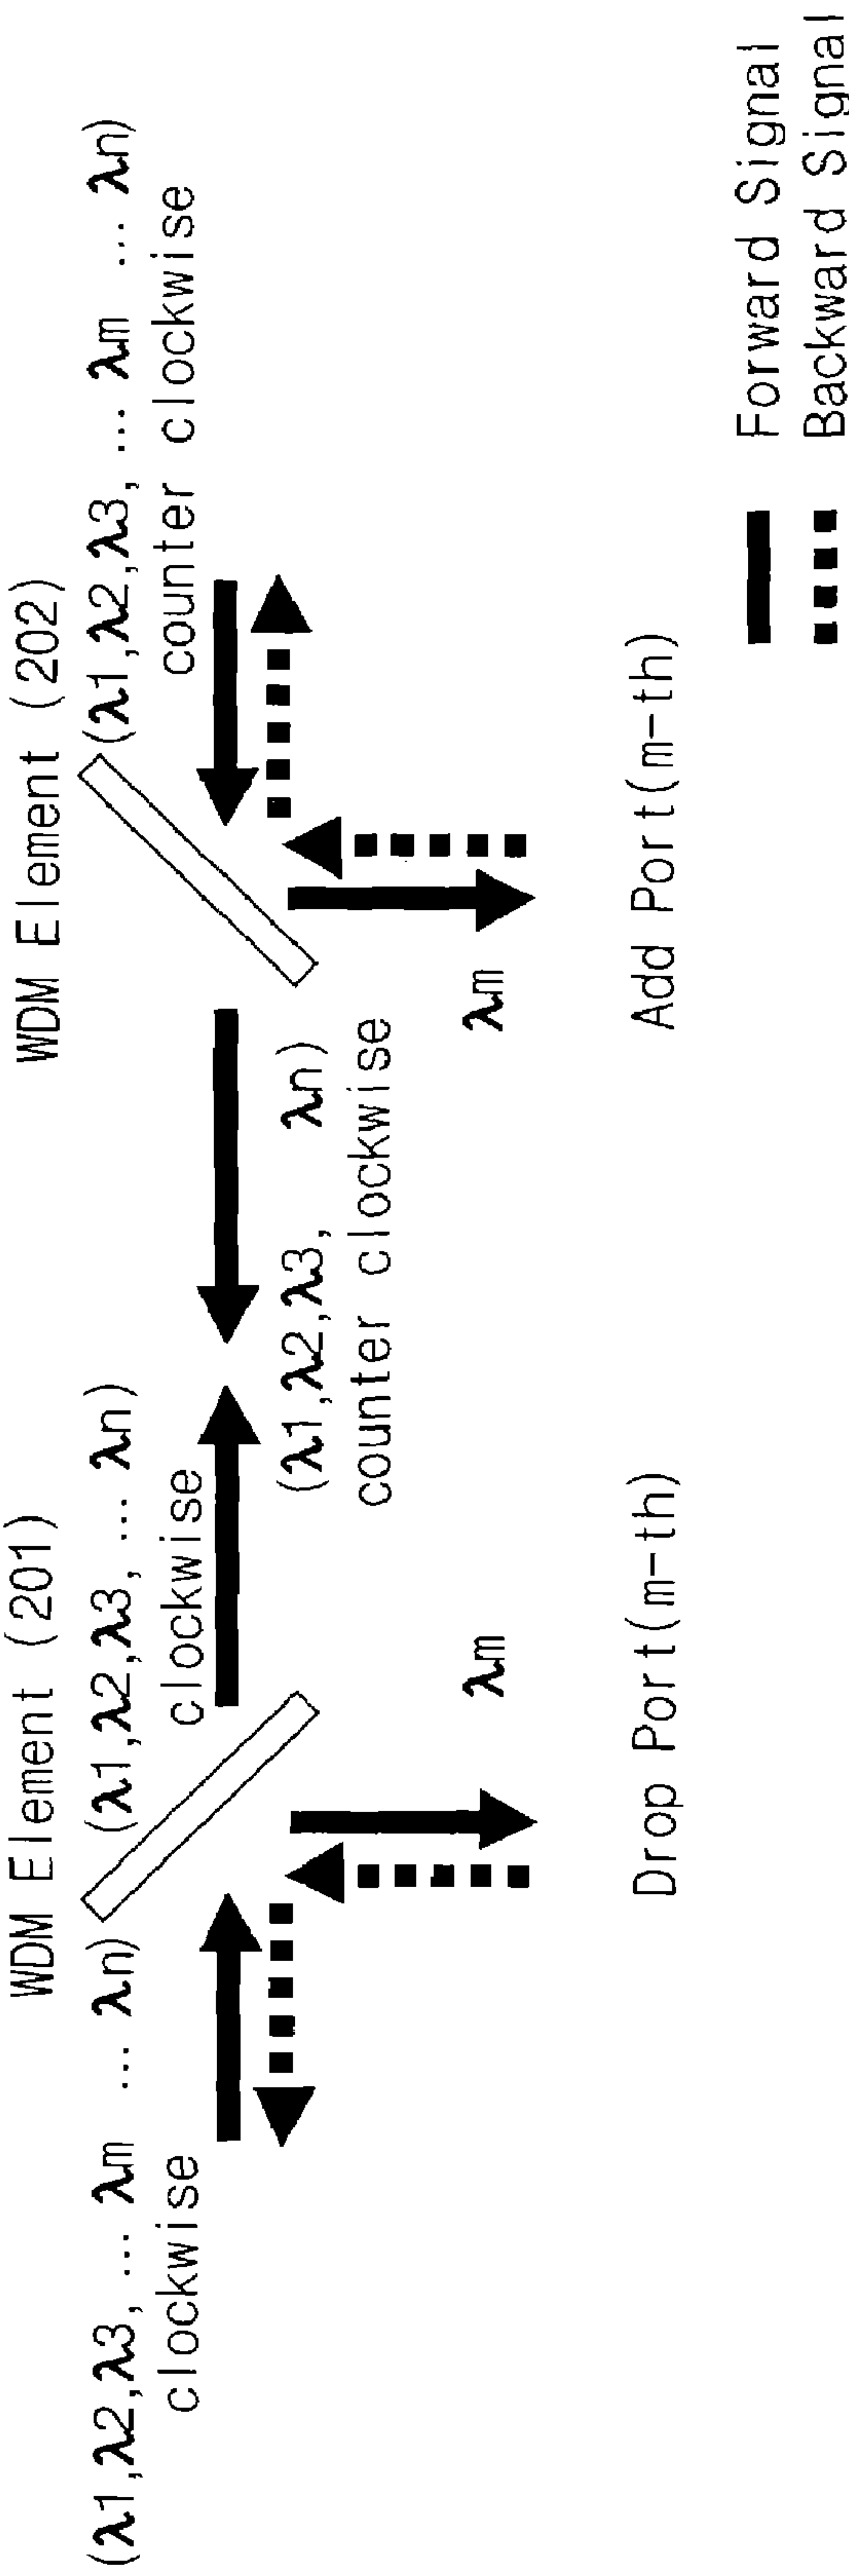 WDM Element (201)
WDM Element (202)
(λ1,λ2,λ3, ... λm ... λn)
clockwise
(λ1,λ2,λ3, ... λn)
clockwise
(λ1,λ2,λ3, ... λm ... λn)
counter clockwise
(λ1,λ2,λ3, λn)
counter clockwise
λm
λm
Drop Port(m-th)
Add Port(m-th)
Forward Signal
Backward Signal